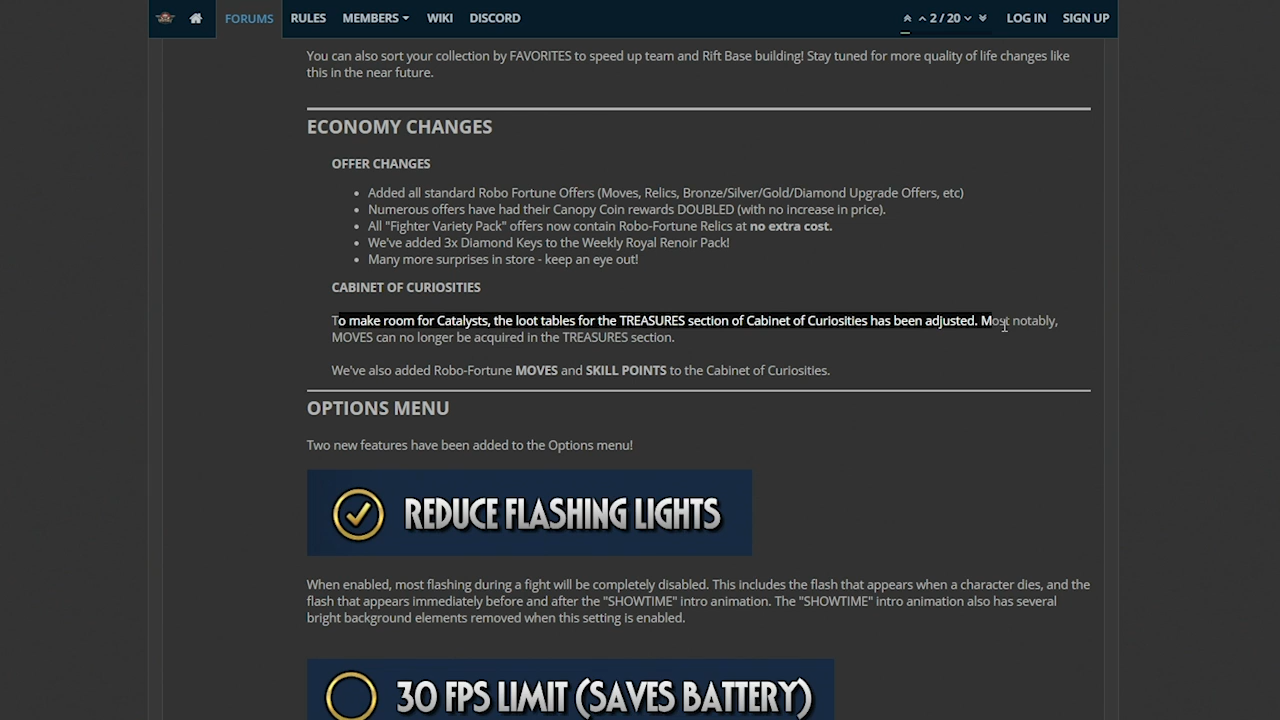 FORUMS RULES MEMBERS WIKI DISCORD 2 / 20 LOG IN SIGN UP
You can also sort your collection by FAVORITES to speed up team and Rift Base building! Stay tuned for more quality of life changes like
this in the near future.
ECONOMY CHANGES
OFFER CHANGES
• Added all standard Robo Fortune Offers (Moves, Relics, Bronze/Silver/Gold/Diamond Upgrade Offers, etc)
• Numerous offers have had their Canopy Coin rewards DOUBLED (with no increase in price).
• All "Fighter Variety Pack" offers now contain Robo-Fortune Relics at no extra cost.
• We've added 3x Diamond Keys to the Weekly Royal Renoir Pack!
• Many more surprises in store - keep an eye out!
CABINET OF CURIOSITIES
To make room for Catalysts, the loot tables for the TREASURES section of Cabinet of Curiosities has been adjusted. Most notably,
MOVES can no longer be acquired in the TREASURES section.
We've also added Robo-Fortune MOVES and SKILL POINTS to the Cabinet of Curiosities.
OPTIONS MENU
Two new features have been added to the Options menu!
REDUCE FLASHING LIGHTS
When enabled, most flashing during a fight will be completely disabled. This includes the flash that appears when a character dies, and the
flash that appears immediately before and after the "SHOWTIME" intro animation. The "SHOWTIME" intro animation also has several
bright background elements removed when this setting is enabled.
30 FPS LIMIT (SAVES BATTERY)